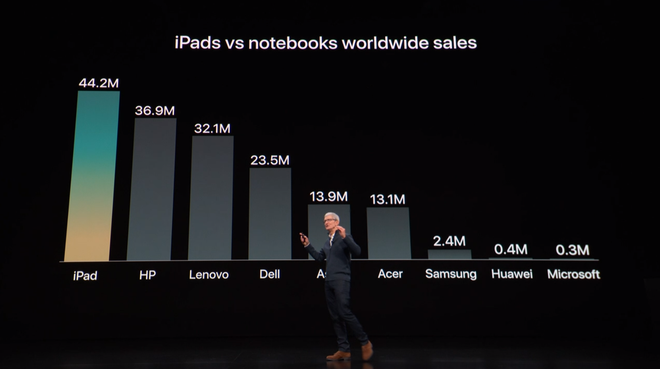 iPads vs notebooks worldwide sales
44.2M
36.9M
32.1M
23.5M
13.9M
13.1M
2.4M
0.4M
0.3M
iPad
HP
Lenovo
Dell
Acer
Samsung
Huawei
Microsoft